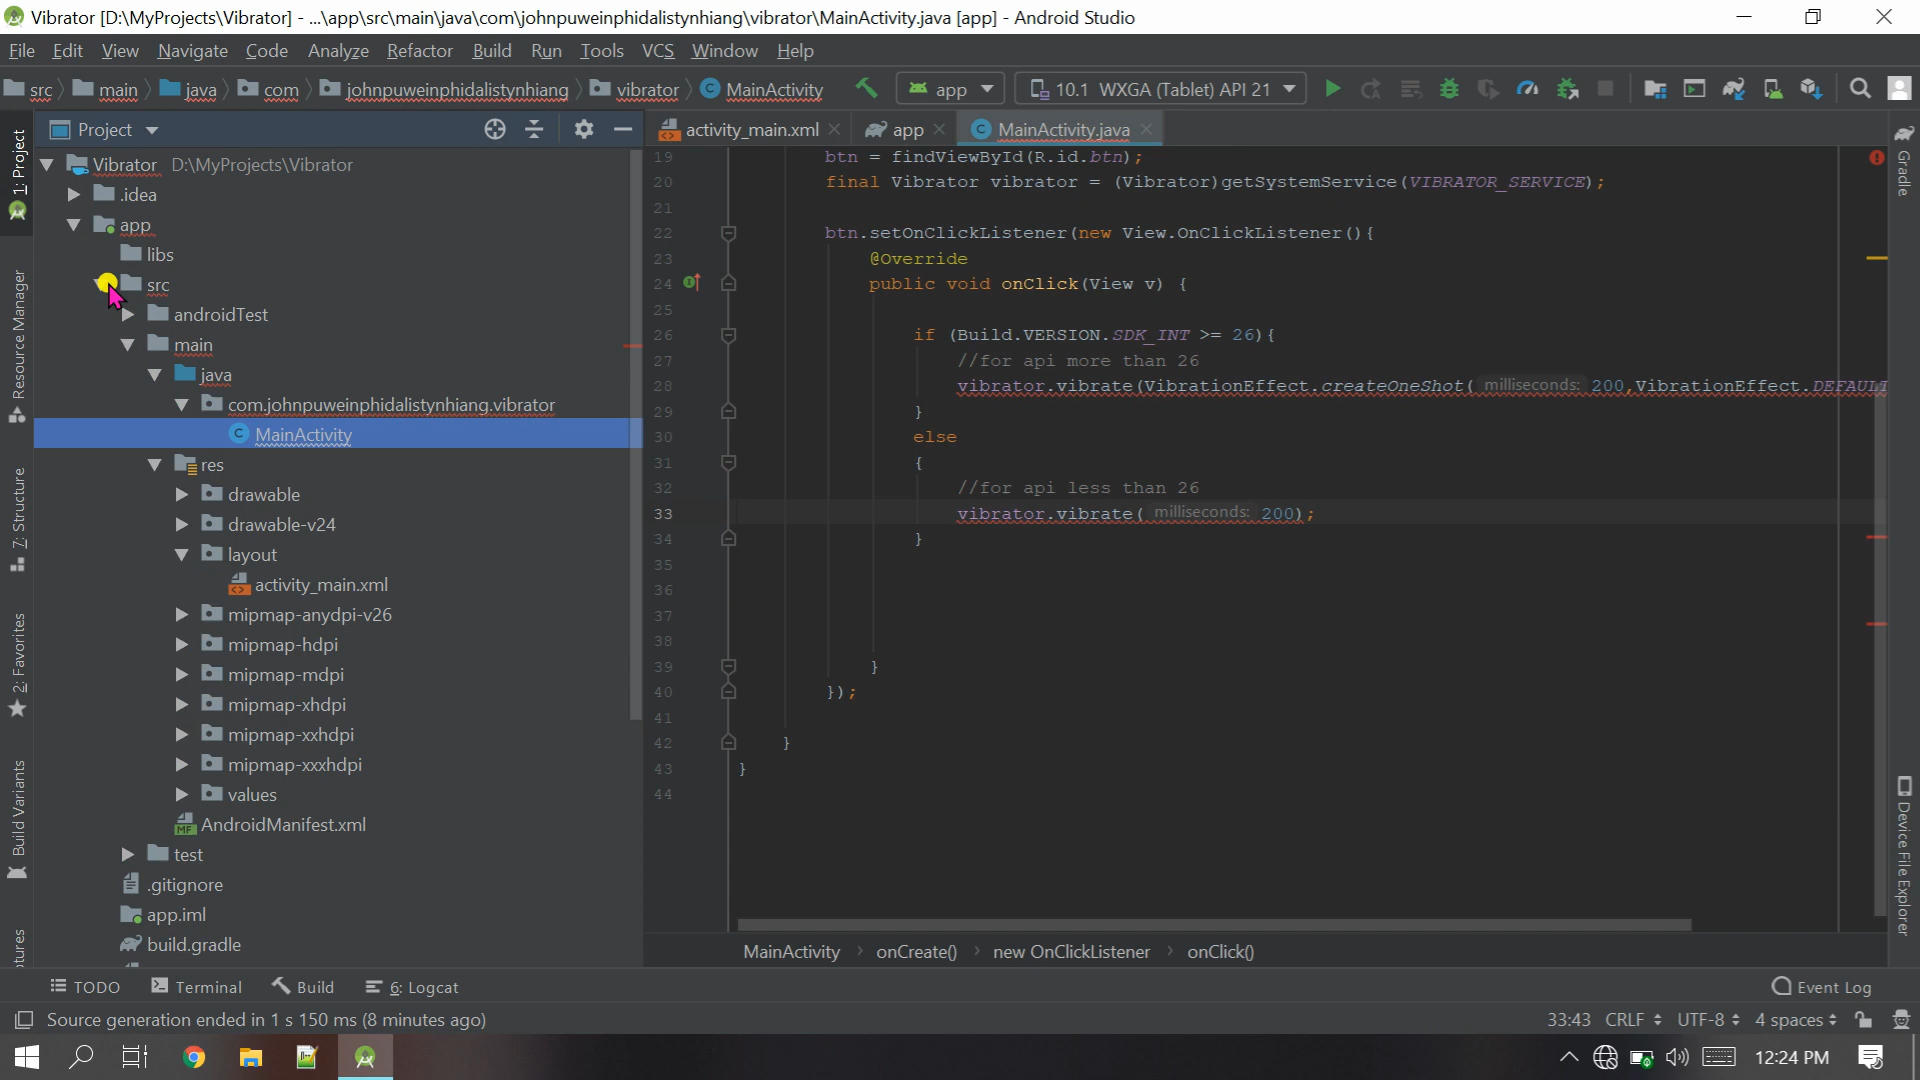 Vibrator [D:\MyProjects\Vibrator] - ...\app\src\main\java\com\johnpuweinphidalistynhiang\vibrator\MainActivity.java [app] - Android Studio
File Edit View Navigate Code Analyze Refactor Build Run Tools VCS Window Help
src main java com johnpuweinphidalistynhiang vibrator MainActivity app 10.1 WXGA (Tablet) API 21
Project
activity_main.xml app MainActivity.java
1: Project
Resource Manager
7: Structure
2: Favorites
Build Variants
Vibrator D:\MyProjects\Vibrator
.idea
app
libs
src
androidTest
main
java
com.johnpuweinphidalistynhiang.vibrator
MainActivity
res
drawable
drawable-v24
layout
activity_main.xml
mipmap-anydpi-v26
mipmap-hdpi
mipmap-mdpi
mipmap-xhdpi
mipmap-xxhdpi
mipmap-xxxhdpi
values
AndroidManifest.xml
test
.gitignore
app.iml
build.gradle
19 btn = findViewById(R.id.btn);
20 final Vibrator vibrator = (Vibrator)getSystemService(VIBRATOR_SERVICE);
21
22 btn.setOnClickListener(new View.OnClickListener(){
23 @Override
24 public void onClick(View v) {
25
26 if (Build.VERSION.SDK_INT >= 26){
27 //for api more than 26
28 vibrator.vibrate(VibrationEffect.createOneShot( milliseconds: 200,VibrationEffect.DEFAULT
29 }
30 else
31 {
32 //for api less than 26
33 vibrator.vibrate( milliseconds: 200);
34 }
35
36
37
38
39 }
40 });
41
42 }
43 }
44
Gradle
Device File Explorer
MainActivity onCreate() new OnClickListener onClick()
TODO Terminal Build 6: Logcat Event Log
Source generation ended in 1 s 150 ms (8 minutes ago) 33:43 CRLF UTF-8 4 spaces
12:24 PM